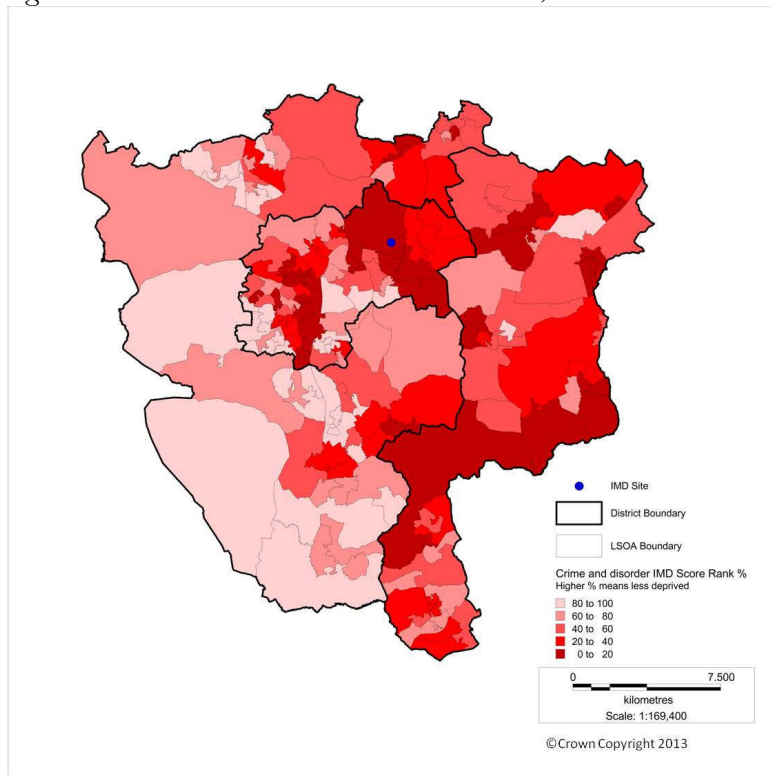 IMD Site
District Boundary
LSOA Boundary
Crime and disorder IMD Score Rank %
Higher % means less deprived
80 to 100
60 to 80
40 to 60
20 to 40
0 to 20
0 7.500
kilometres
Scale: 1:169,400
©Crown Copyright 2013